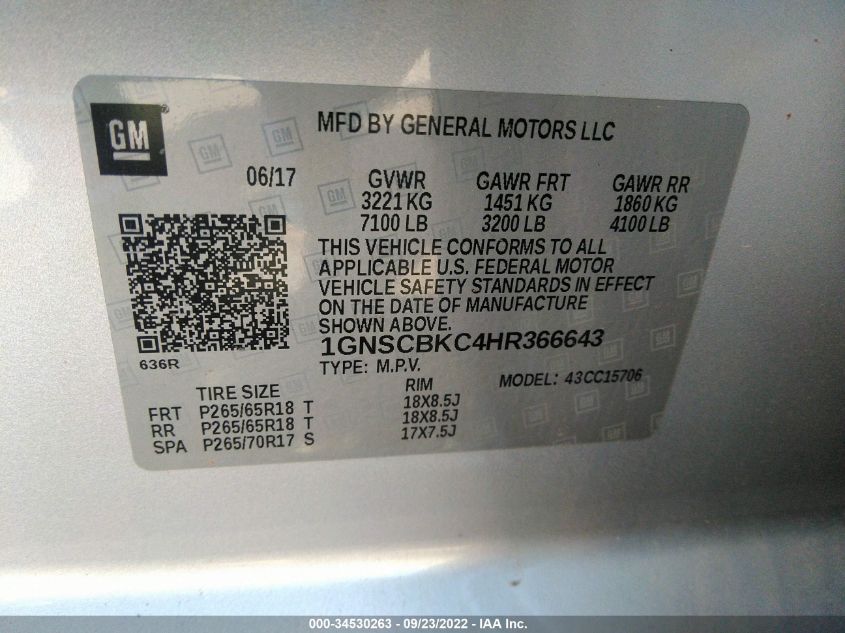 GM ®
MFD BY GENERAL MOTORS LLC
06/17 GVWR GAWR FRT GAWR RR
3221 KG 1451 KG 1860 KG
7100 LB 3200 LB 4100 LB
THIS VEHICLE CONFORMS TO ALL
APPLICABLE U.S. FEDERAL MOTOR
VEHICLE SAFETY STANDARDS IN EFFECT
ON THE DATE OF MANUFACTURE
SHOWN ABOVE.
1GNSCBKC4HR366643
636R
TYPE: M.P.V. MODEL: 43CC15706
TIRE SIZE RIM
FRT P265/65R18 T 18X8.5J
RR P265/65R18 T 18X8.5J
SPA P265/70R17 S 17X7.5J
000-34530263 - 09/23/2022 - IAA Inc.